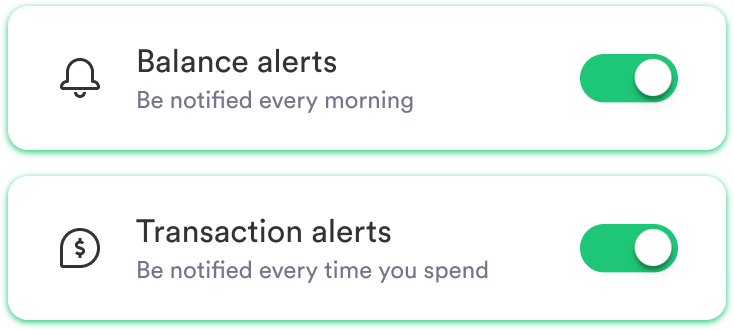 Balance alerts
Be notified every morning
$
Transaction alerts
Be notified every time you spend